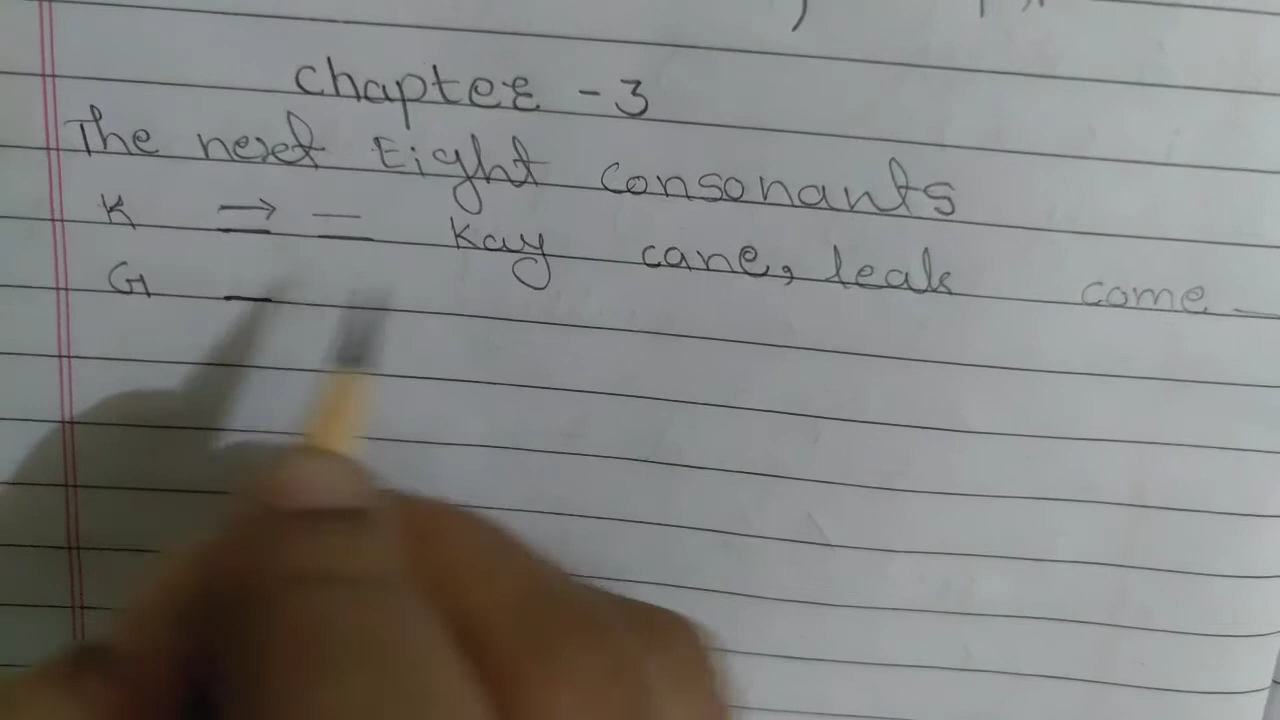 Chapter - 3
The next Eight consonants
K → — Kay cane, leak come
G —